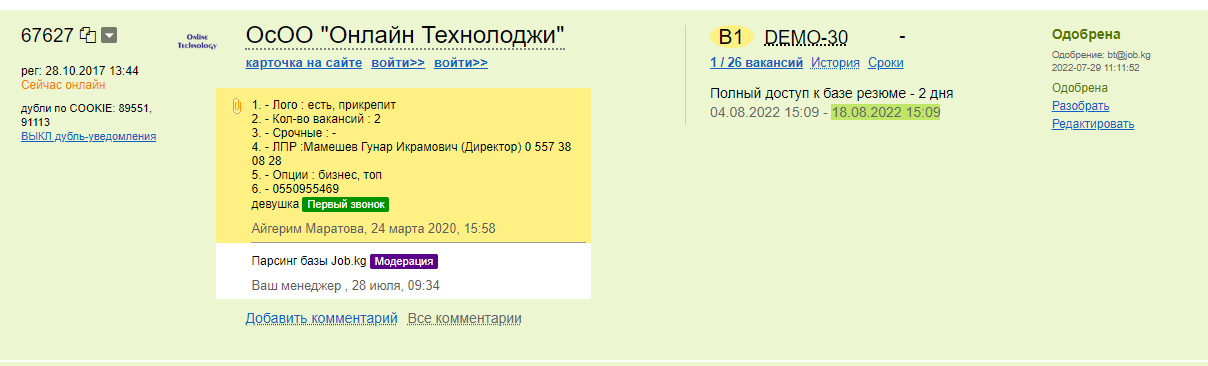 67627
рег: 28.10.2017 13:44
Сейчас онлайн
дубли по COOKIE: 89551,
91113
ВЫКЛ дубль-уведомления
Online
Technology
ОсОО "Онлайн Технолоджи"
карточка на сайте войти>> войти>>
1. - Лого : есть, прикрепит
2. - Кол-во вакансий : 2
3. - Срочные : -
4. - ЛПР :Мамешев Гунар Икрамович (Директор) 0 557 38
08 28
5. - Опции : бизнес, топ
6. - 0550955469
девушка Первый звонок
Айгерим Маратова, 24 марта 2020, 15:58
Парсинг базы Job.kg Модерация
Ваш менеджер , 28 июля, 09:34
Добавить комментарий Все комментарии
B1 DEMO-30 -
1 / 26 вакансий История Сроки
Полный доступ к базе резюме - 2 дня
04.08.2022 15:09 - 18.08.2022 15:09
Одобрена
Одобрение: bt@job.kg
2022-07-29 11:11:52
Одобрена
Разобрать
Редактировать